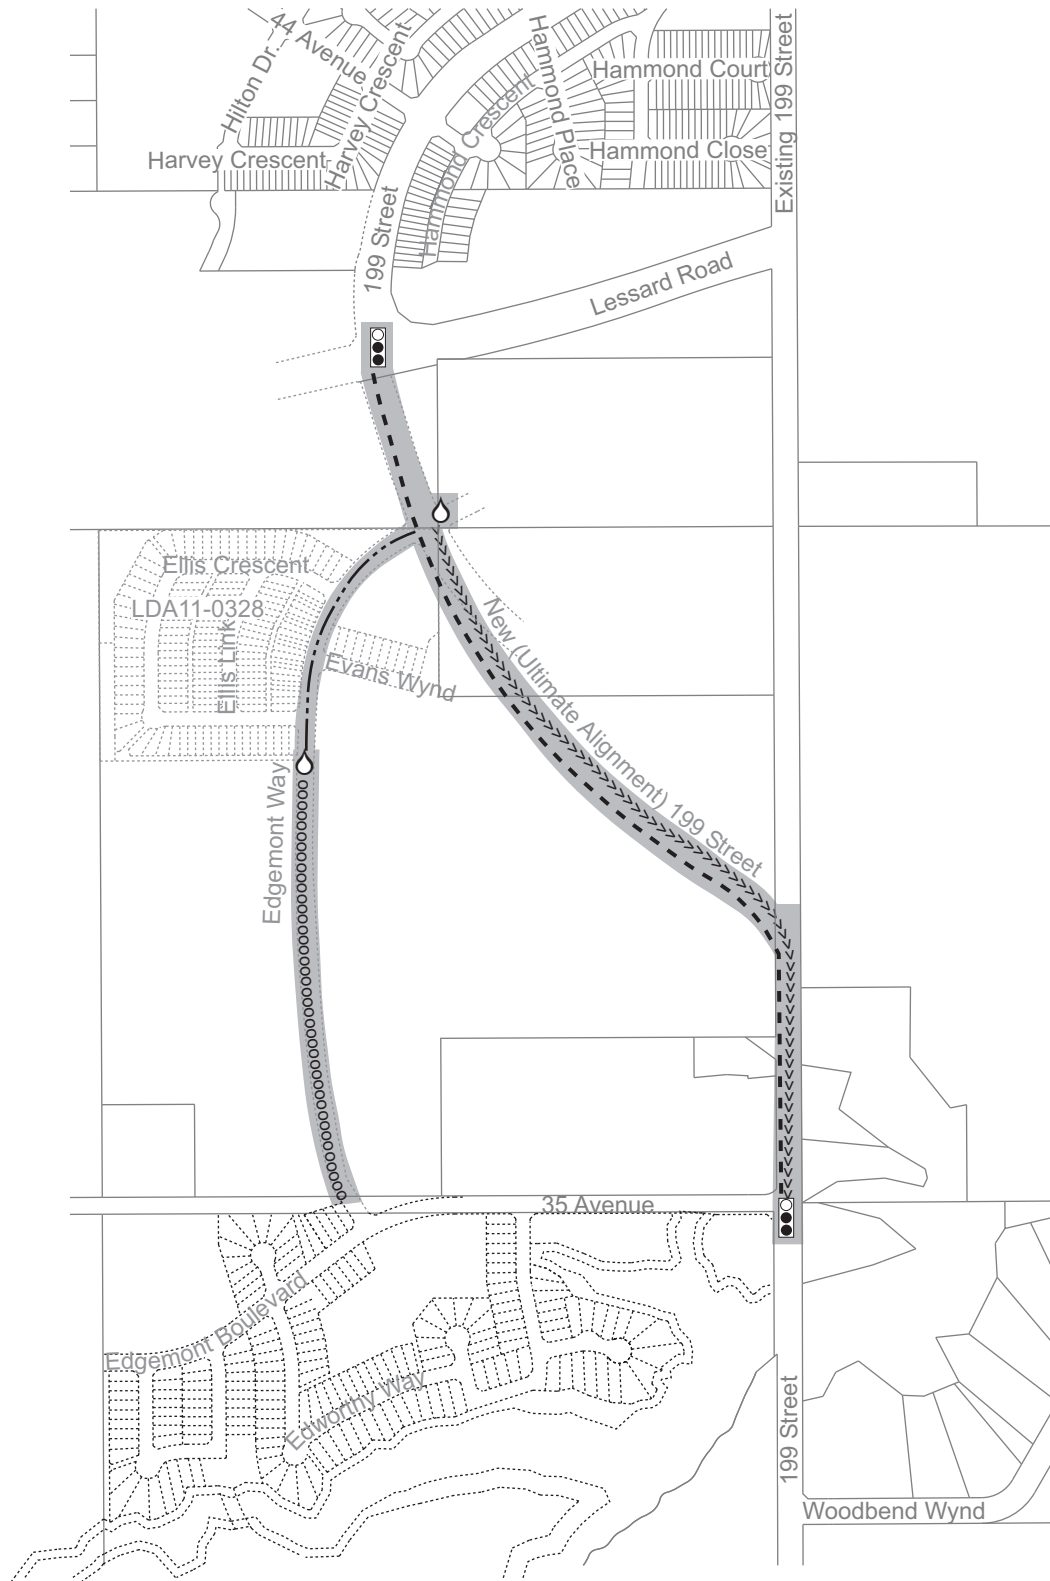 44 Avenue
Hilton Dr.
Harvey Crescent
Hammond Crescent
Hammond Place
Hammond Court
Existing 199 Street
Harvey Crescent
Hammond Close
Hammond Crescent
199 Street
Lessard Road
Ellis Crescent
LDA11-0328
Ellis Link
Evans Wynd
New (Ultimate Alignment) 199 Street
Edgemont Way
35 Avenue
Edgemont Boulevard
Edworthy Way
199 Street
Woodbend Wynd